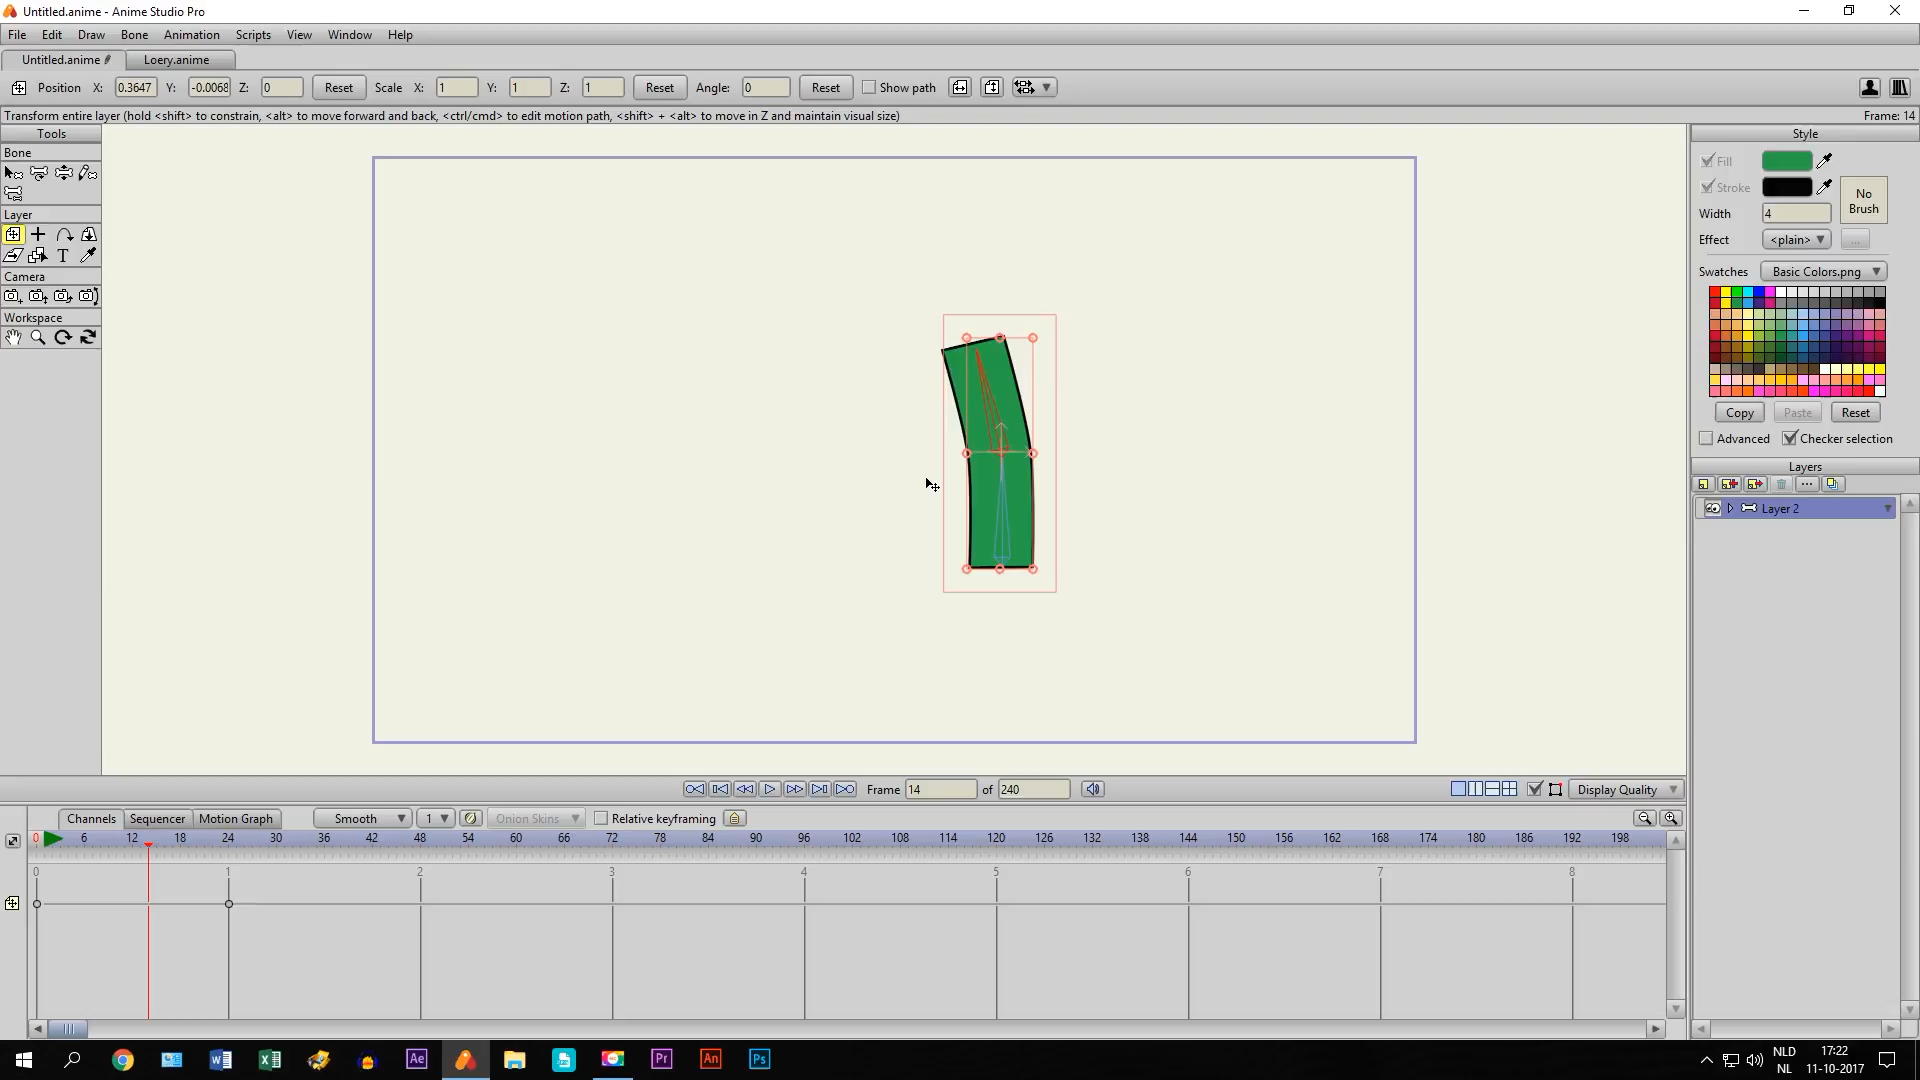 Untitled.anime - Anime Studio Pro
File Edit Draw Bone Animation Scripts View Window Help
Untitled.anime Loery.anime
Position X: 0.3647 Y: -0.0068 Z: 0 Reset Scale X: 1 Y: 1 Z: 1 Reset Angle: 0 Reset Show path
Transform entire layer (hold <shift> to constrain, <alt> to move forward and back, <ctrl/cmd> to edit motion path, <shift> + <alt> to move in Z and maintain visual size) Frame: 14
Tools
Bone
Layer
T
Camera
Workspace
Style
Fill
Stroke
No
Brush
Width 4
Effect <plain> ...
Swatches Basic Colors.png
Copy Paste Reset
Advanced Checker selection
Layers
Layer 2
Frame 14 of 240 Display Quality
Channels Sequencer Motion Graph Smooth 1 Onion Skins Relative keyframing
0 6 12 18 24 30 36 42 48 54 60 66 72 78 84 90 96 102 108 114 120 126 132 138 144 150 156 162 168 174 180 186 192 198
0 1 2 3 4 5 6 7 8
Ae Pr An Ps
NLD 17:22
NL 11-10-2017